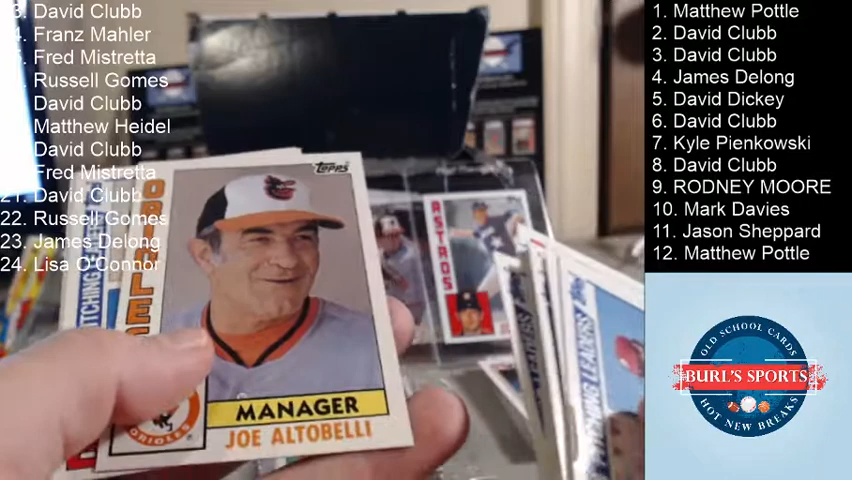 3. David Clubb
4. Franz Mahler
5. Fred Mistretta
Russell Gomes
David Clubb
Matthew Heidel
David Clubb
Fred Mistretta
21. David Clubb
22. Russell Gomes
23. James Delong
24. Lisa O'Connor
1. Matthew Pottle
2. David Clubb
3. David Clubb
4. James Delong
5. David Dickey
6. David Clubb
7. Kyle Pienkowski
8. David Clubb
9. RODNEY MOORE
10. Mark Davies
11. Jason Sheppard
12. Matthew Pottle
Topps
ORIOLES
MANAGER
JOE ALTOBELLI
ORIOLES
ASTROS
OLD SCHOOL CARDS
BURL'S SPORTS
HOT NEW BREAKS